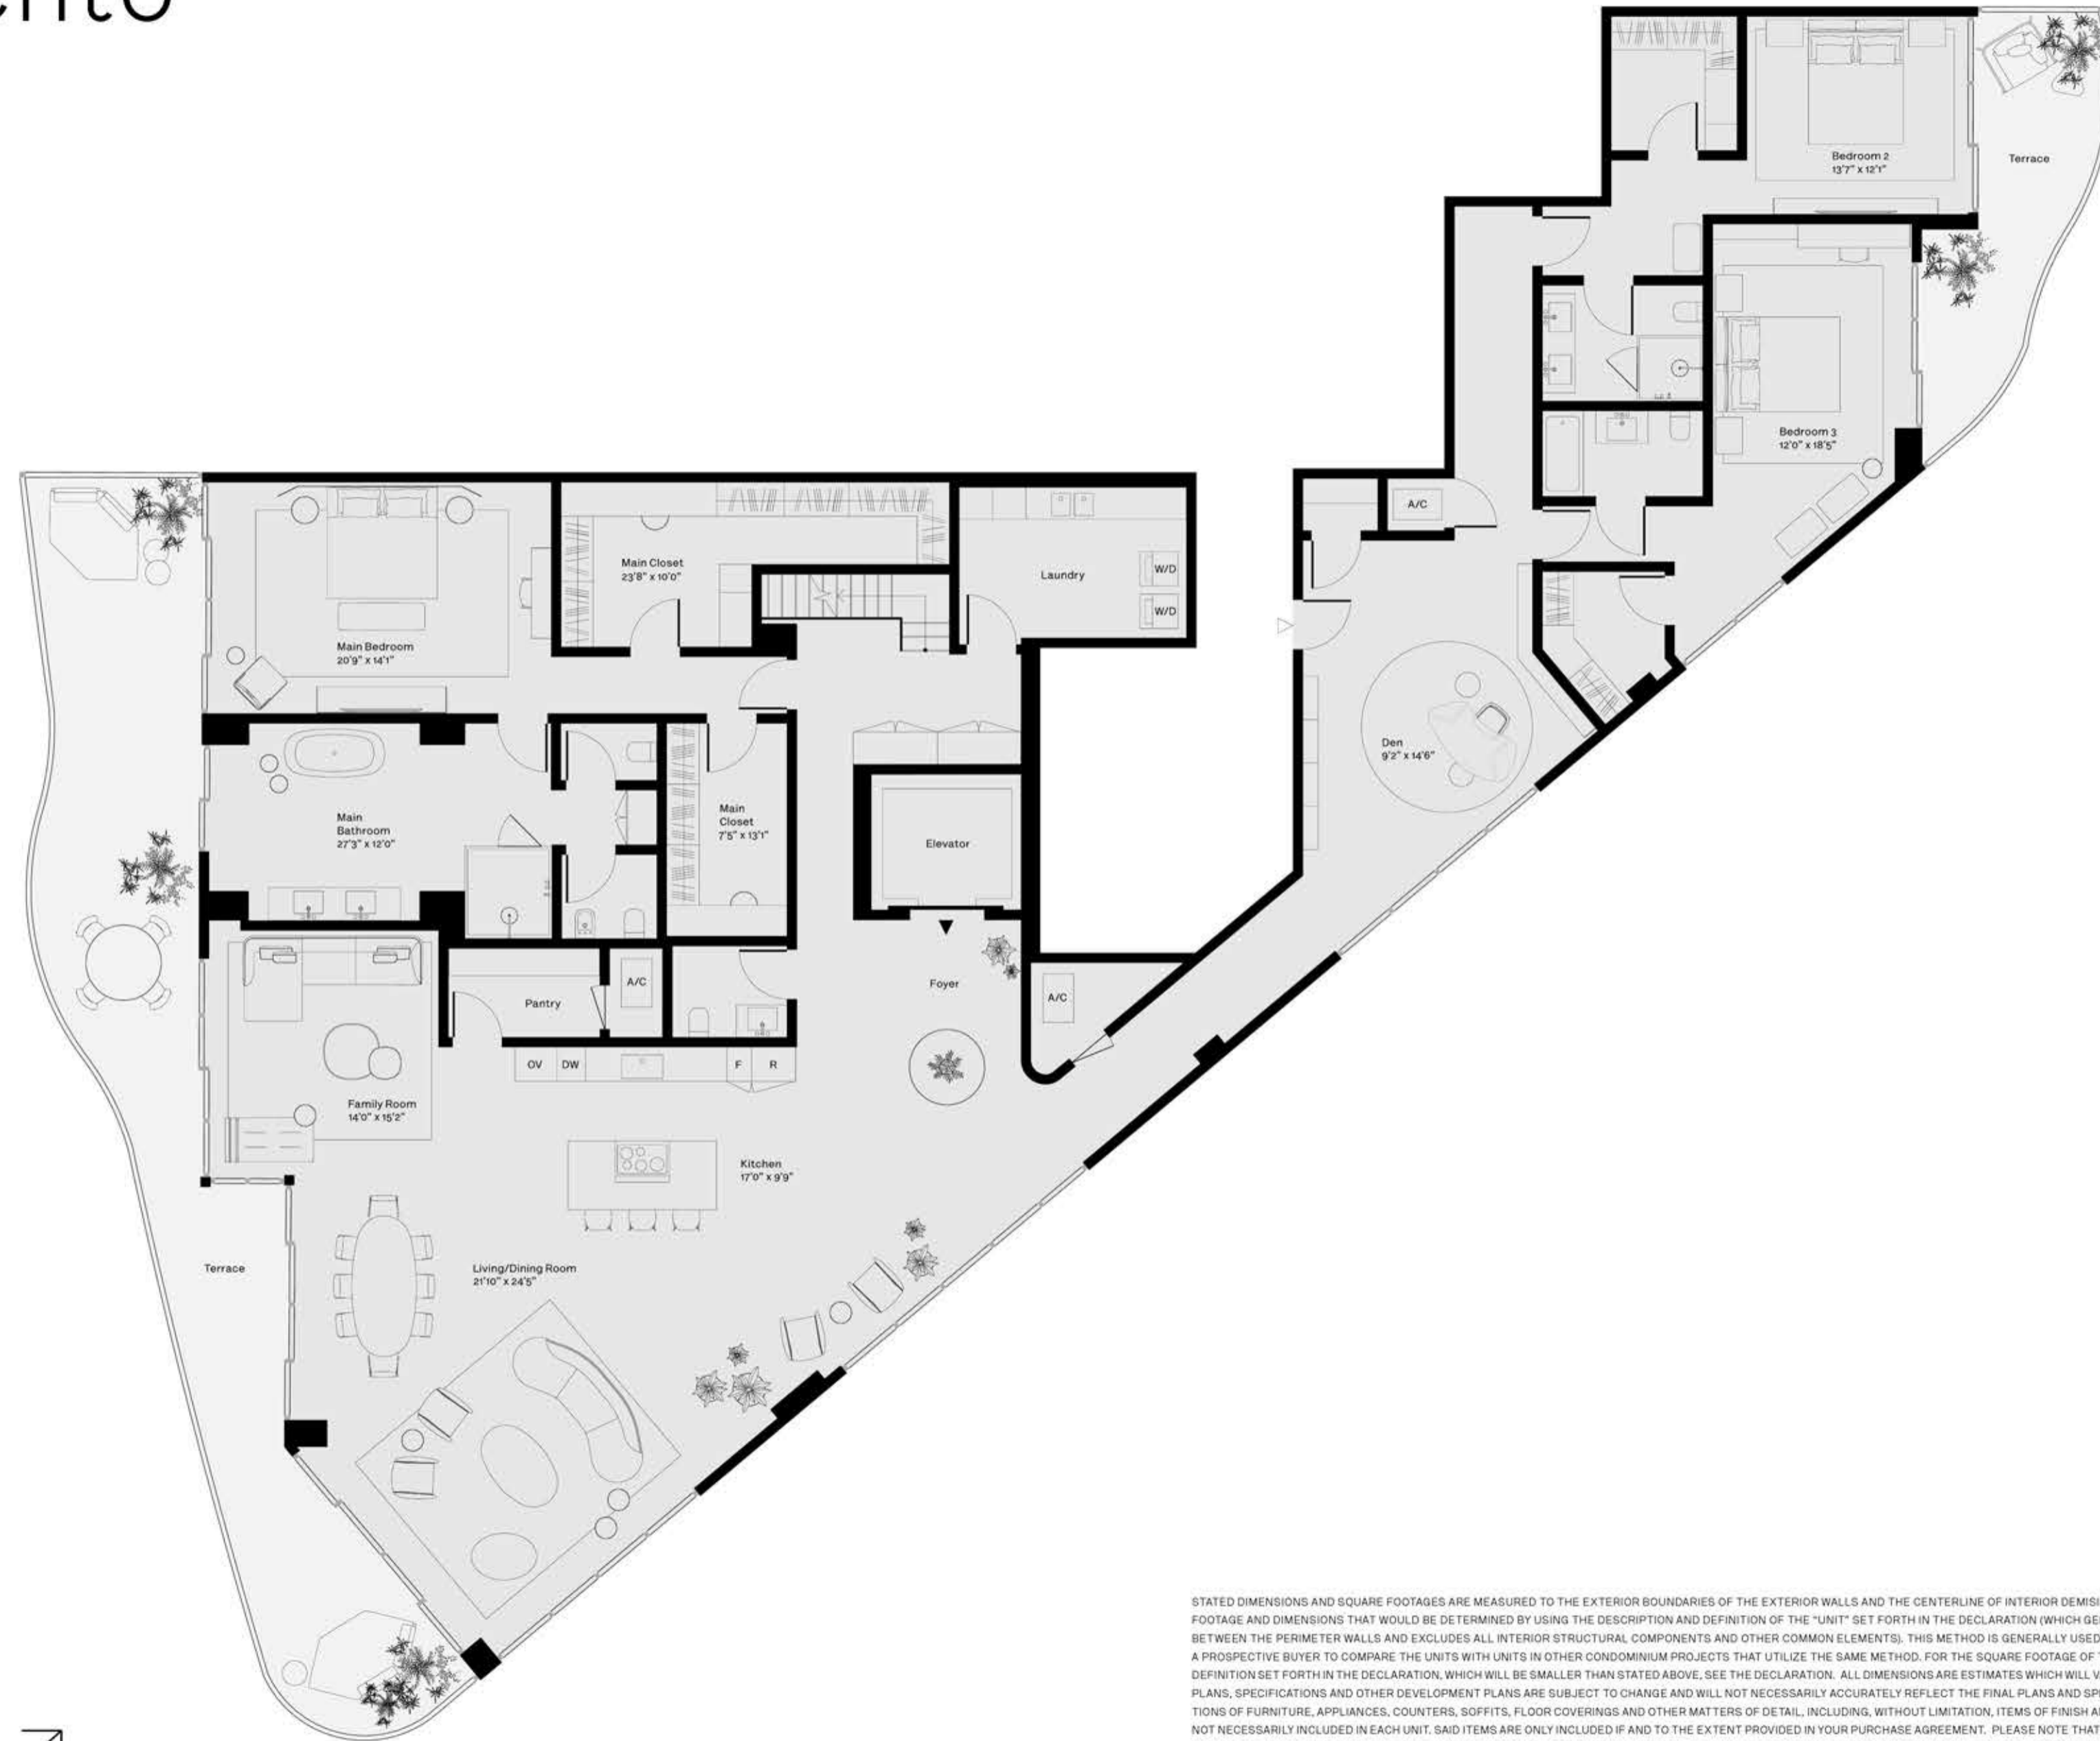 ento
Bedroom 2
13'7" x 12'1"
Terrace
Bedroom 3
12'0" x 18'5"
A/C
Main Closet
23'8" x 10'0"
Laundry
W/D
W/D
Main Bedroom
20'9" x 14'1"
Den
9'2" x 14'6"
Main
Bathroom
27'3" x 12'0"
Main
Closet
7'5" x 13'1"
Elevator
Foyer
Pantry
A/C
A/C
OV DW F R
Family Room
14'0" x 15'2"
Kitchen
17'0" x 9'9"
Terrace
Living/Dining Room
21'10" x 24'5"
STATED DIMENSIONS AND SQUARE FOOTAGES ARE MEASURED TO THE EXTERIOR BOUNDARIES OF THE EXTERIOR WALLS AND THE CENTERLINE OF INTERIOR DEMISI
FOOTAGE AND DIMENSIONS THAT WOULD BE DETERMINED BY USING THE DESCRIPTION AND DEFINITION OF THE "UNIT" SET FORTH IN THE DECLARATION (WHICH GE
BETWEEN THE PERIMETER WALLS AND EXCLUDES ALL INTERIOR STRUCTURAL COMPONENTS AND OTHER COMMON ELEMENTS). THIS METHOD IS GENERALLY USED
A PROSPECTIVE BUYER TO COMPARE THE UNITS WITH UNITS IN OTHER CONDOMINIUM PROJECTS THAT UTILIZE THE SAME METHOD. FOR THE SQUARE FOOTAGE OF
DEFINITION SET FORTH IN THE DECLARATION, WHICH WILL BE SMALLER THAN STATED ABOVE, SEE THE DECLARATION. ALL DIMENSIONS ARE ESTIMATES WHICH WILL V
PLANS, SPECIFICATIONS AND OTHER DEVELOPMENT PLANS ARE SUBJECT TO CHANGE AND WILL NOT NECESSARILY ACCURATELY REFLECT THE FINAL PLANS AND SP
TIONS OF FURNITURE, APPLIANCES, COUNTERS, SOFFITS, FLOOR COVERINGS AND OTHER MATTERS OF DETAIL, INCLUDING, WITHOUT LIMITATION, ITEMS OF FINISH A
NOT NECESSARILY INCLUDED IN EACH UNIT. SAID ITEMS ARE ONLY INCLUDED IF AND TO THE EXTENT PROVIDED IN YOUR PURCHASE AGREEMENT. PLEASE NOTE THAT